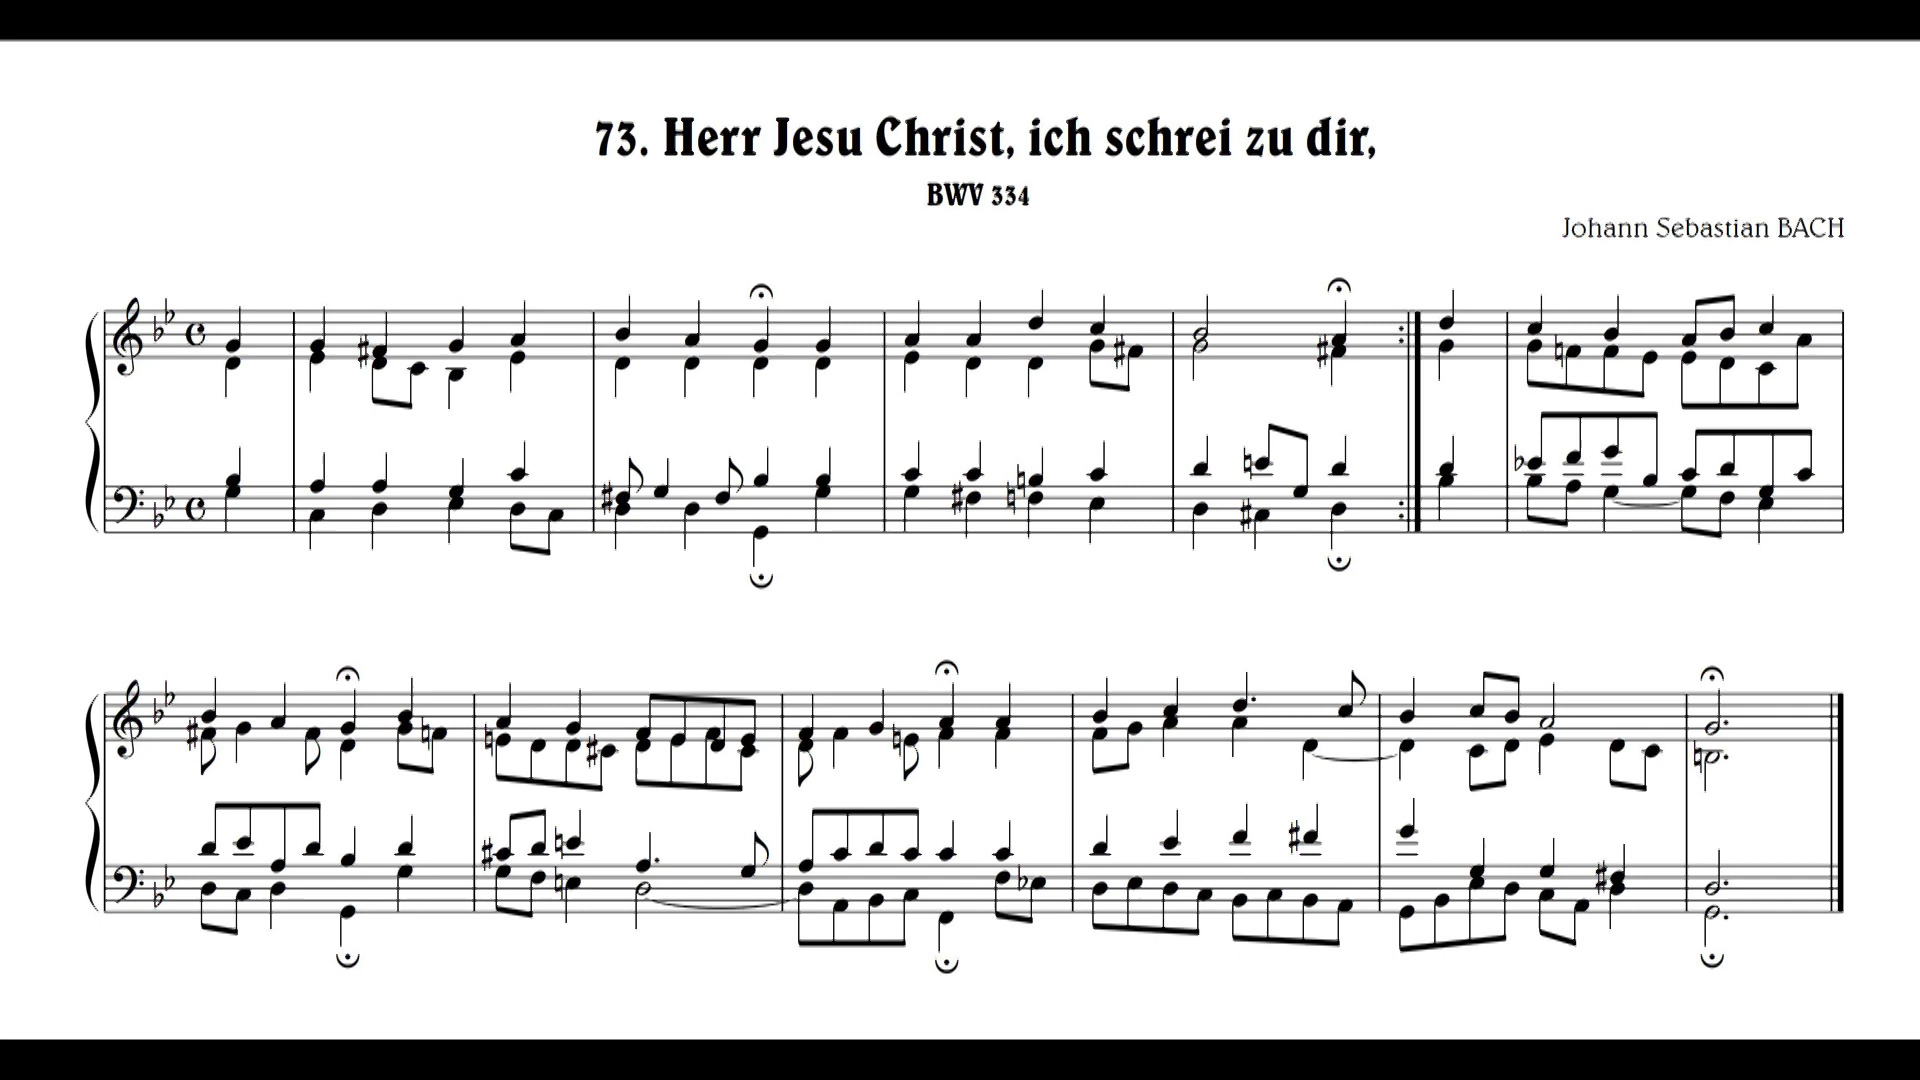 73. Herr Jesu Christ, ich schrei zu dir,
BWV 334
Johann Sebastian BACH